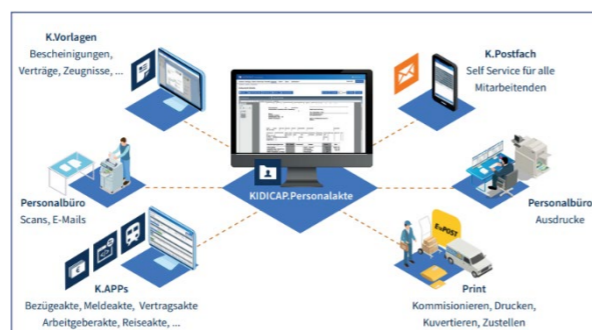 K.Vorlagen
Bescheinigungen,
Verträge, Zeugnisse, ...
K.Postfach
Self Service für alle
Mitarbeitenden
KIDICAP.Personalakte
Personalbüro
Scans, E-Mails
Personalbüro
Ausdrucke
K.APPs
Bezügeakte, Meldeakte, Vertragsakte
Arbeitgeberakte, Reiseakte, ...
E-POST
Print
Kommisionieren, Drucken,
Kuvertieren, Zustellen